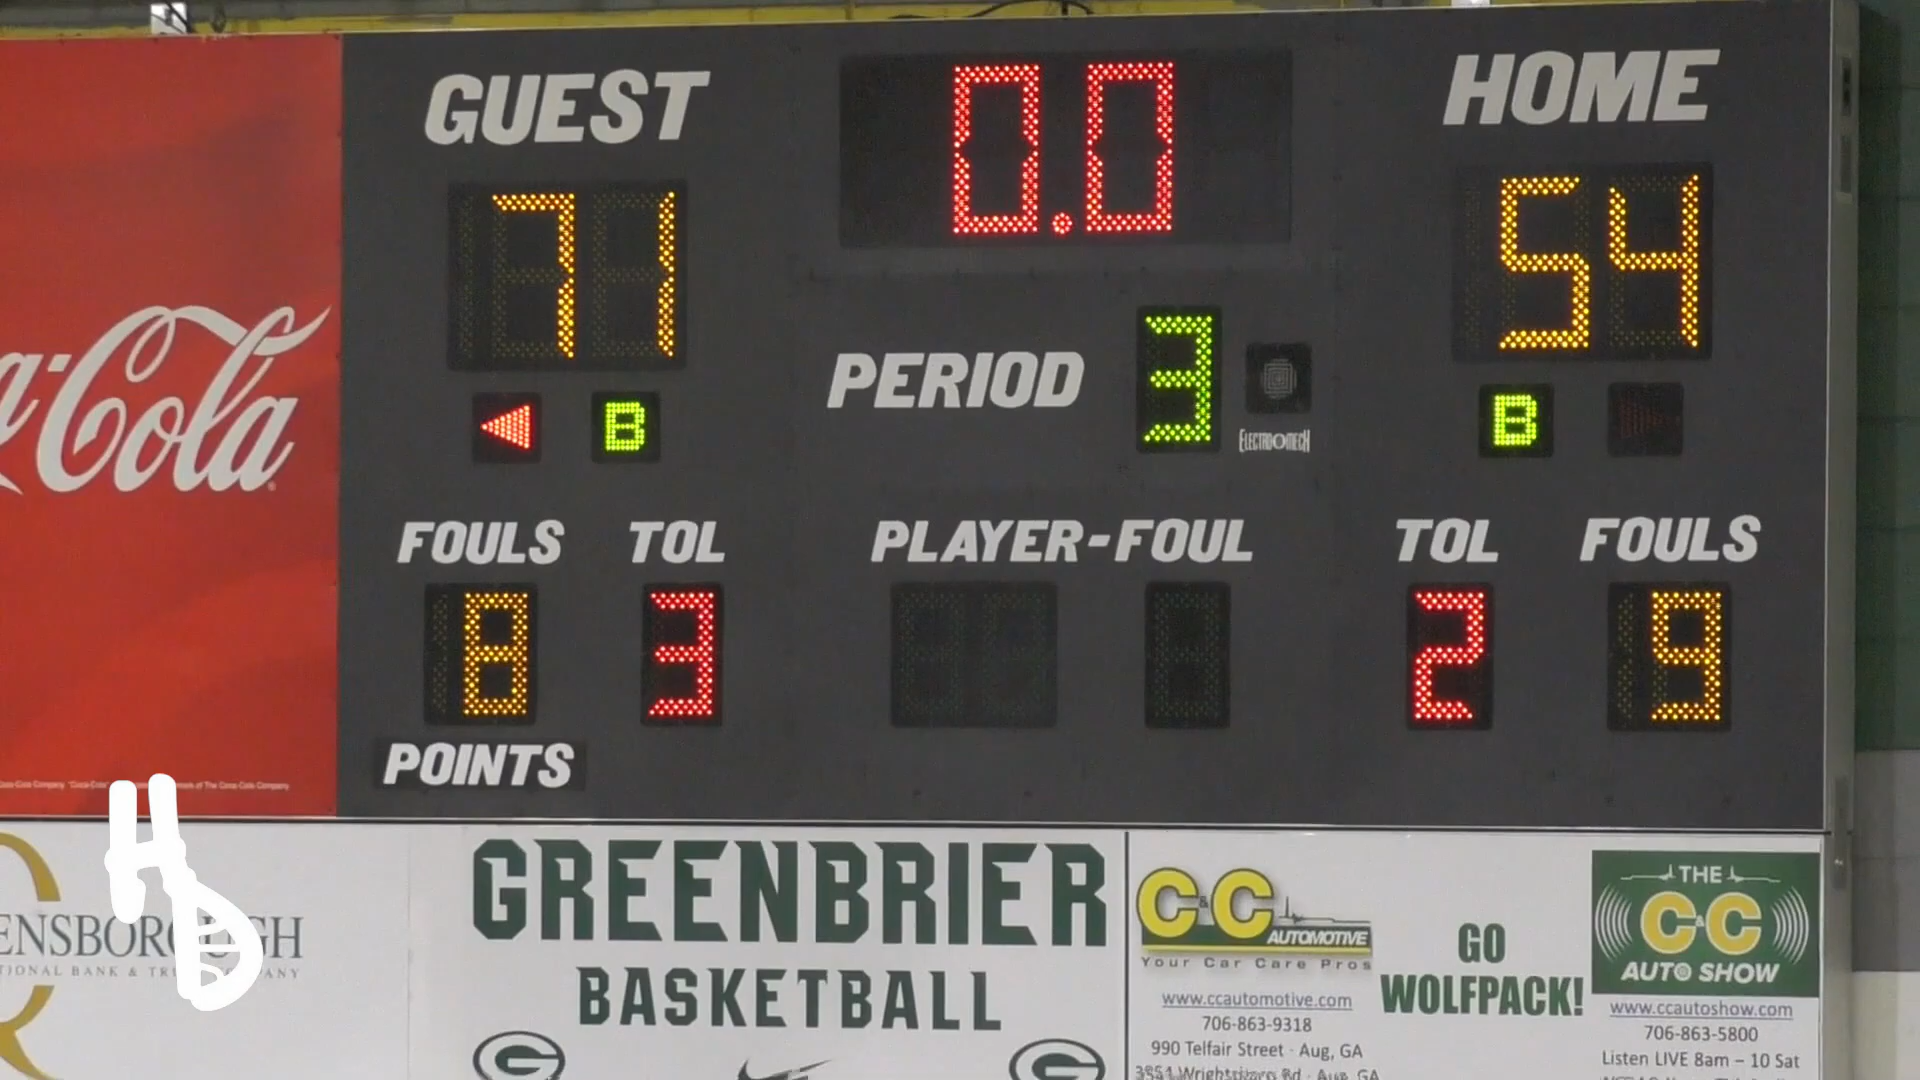 GUEST
0.0
HOME
71
54
PERIOD
3
B
B
ELECTRO-MECH
Coca-Cola
FOULS
TOL
PLAYER-FOUL
TOL
FOULS
8
3
2
9
POINTS
HD
GREENBRIER
BASKETBALL
G
G
C&C
AUTOMOTIVE
Your Car Care Pros
www.ccautomotive.com
706-863-9318
990 Telfair Street · Aug, GA
GO
WOLFPACK!
THE
C&C
AUTO SHOW
www.ccautoshow.com
706-863-5800
Listen LIVE 8am – 10 Sat